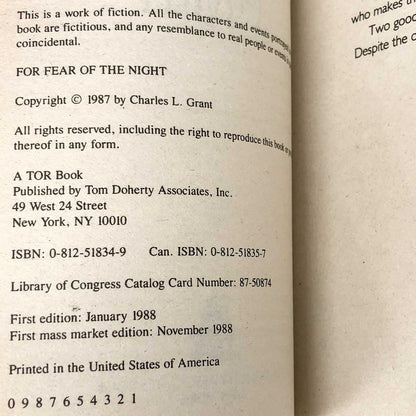 This is a work of fiction. All the characters and events portrayed in this
book are fictitious, and any resemblance to real people or events is
coincidental.
FOR FEAR OF THE NIGHT
Copyright © 1987 by Charles L. Grant
All rights reserved, including the right to reproduce this book or
thereof in any form.
A TOR Book
Published by Tom Doherty Associates, Inc.
49 West 24 Street
New York, NY 10010
ISBN: 0-812-51834-9 Can. ISBN: 0-812-51835-7
Library of Congress Catalog Card Number: 87-50874
First edition: January 1988
First mass market edition: November 1988
Printed in the United States of America
0 9 8 7 6 5 4 3 2 1
who makes th
Two good
Despite the c